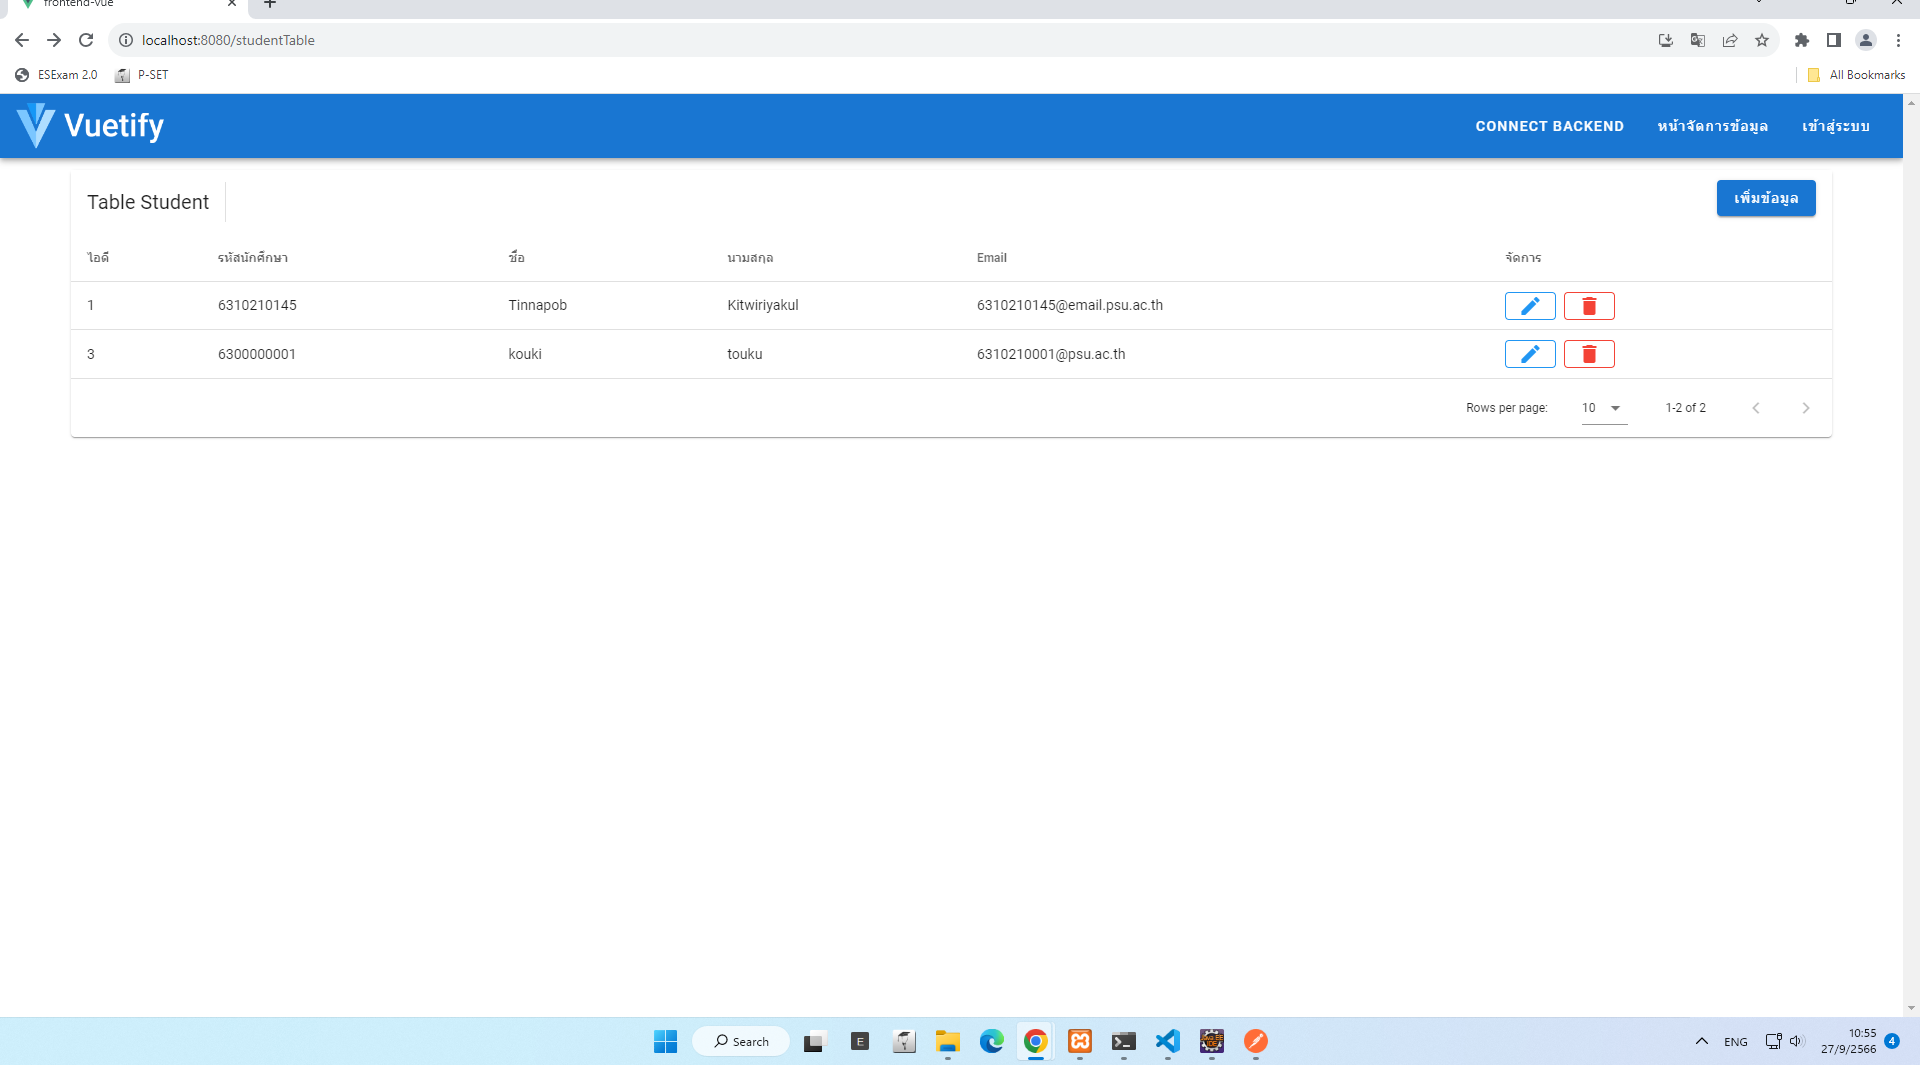 frontend-vue
localhost:8080/studentTable
ESExam 2.0 P-SET All Bookmarks
Vuetify CONNECT BACKEND หน้าจัดการข้อมูล เข้าสู่ระบบ
Table Student เพิ่มข้อมูล
ไอดี รหัสนักศึกษา ชื่อ นามสกุล Email จัดการ
1 6310210145 Tinnapob Kitwiriyakul 6310210145@email.psu.ac.th
3 6300000001 kouki touku 6310210001@psu.ac.th
Rows per page: 10 1-2 of 2
Search E Java EE IDE ENG 10:55
27/9/2566 4